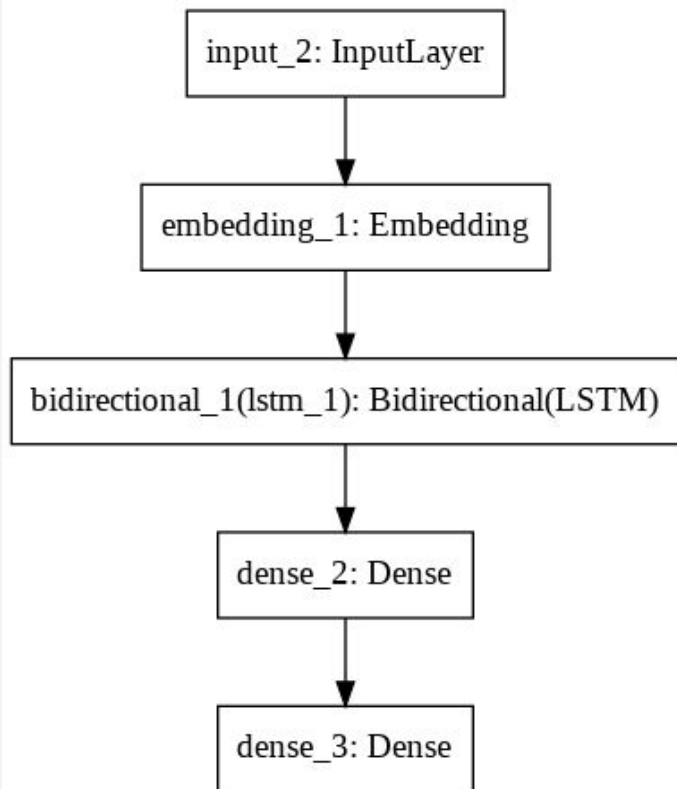 input_2: InputLayer
embedding_1: Embedding
bidirectional_1(lstm_1): Bidirectional(LSTM)
dense_2: Dense
dense_3: Dense